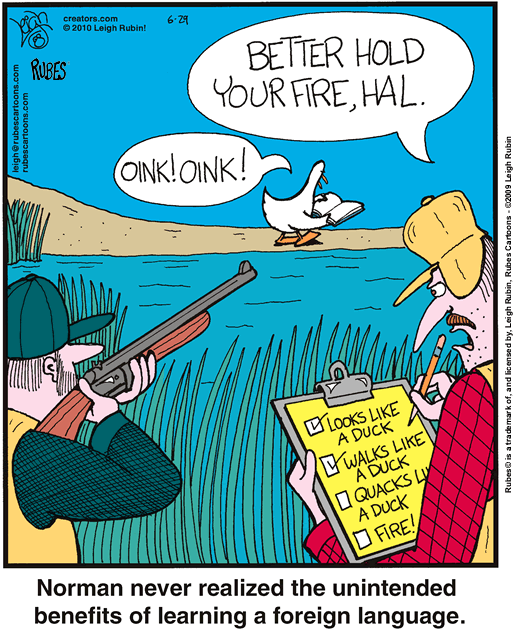 creators.com 6-29
© 2010 Leigh Rubin!
RUBES
leigh@rubescartoons.com
rubescartoons.com
BETTER HOLD
YOUR FIRE, HAL.
OINK! OINK!
LOOKS LIKE
A DUCK
WALKS LIKE
A DUCK
QUACKS LI
A DUCK
FIRE!
Rubes© is a trademark of, and licensed by, Leigh Rubin, Rubes Cartoons - ©2009 Leigh Rubin
Norman never realized the unintended
benefits of learning a foreign language.